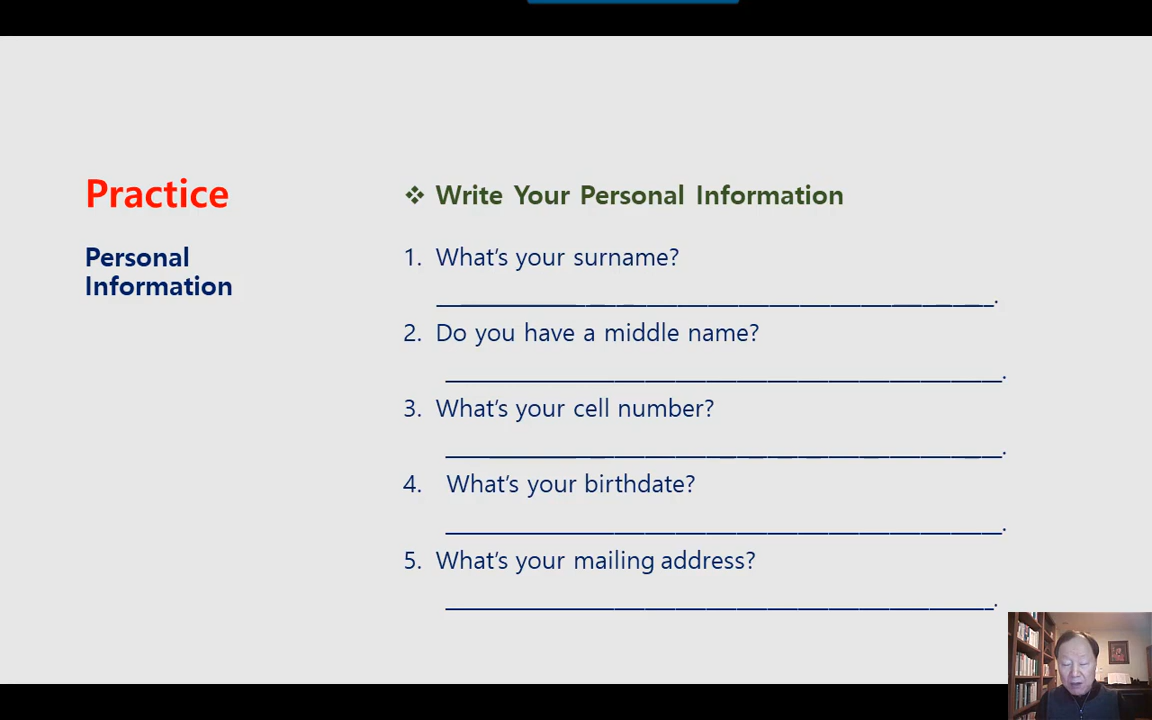 Practice
Personal
Information
❖ Write Your Personal Information
1. What's your surname?
______________________________________.
2. Do you have a middle name?
______________________________________.
3. What's your cell number?
______________________________________.
4. What's your birthdate?
______________________________________.
5. What's your mailing address?
______________________________________.